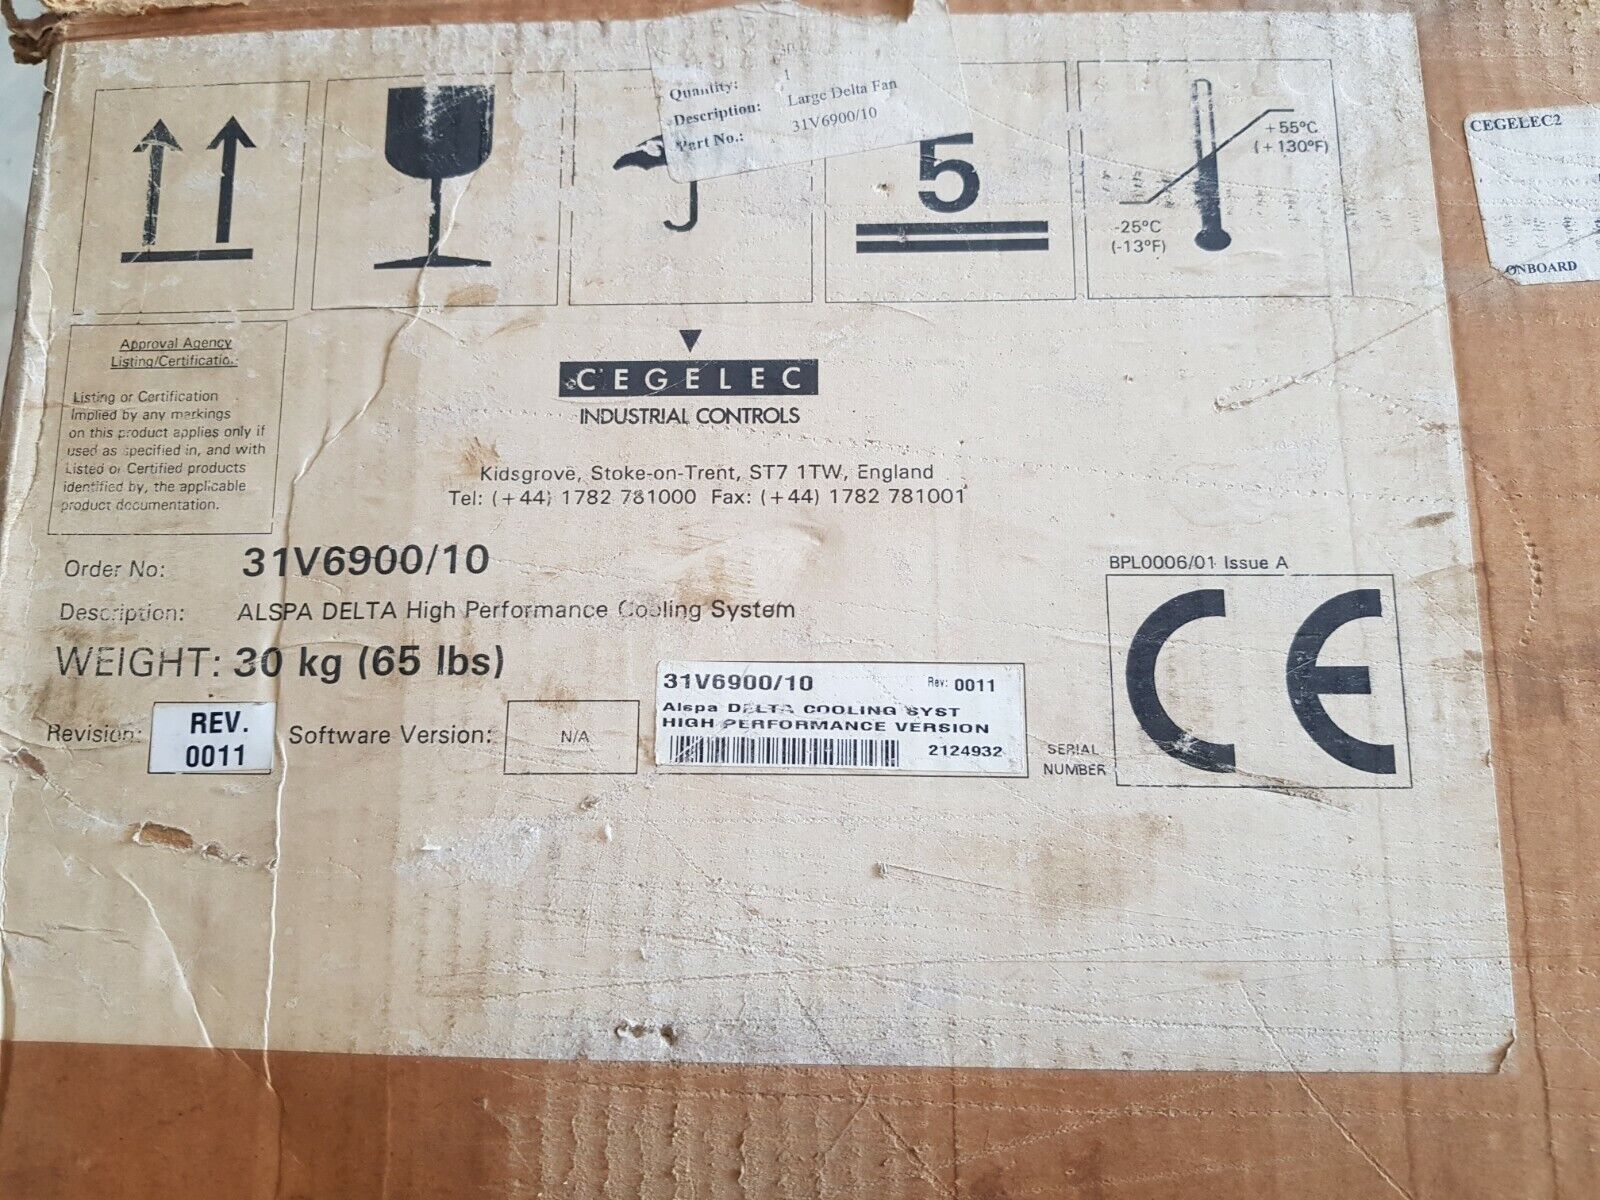 Quantity: 1
Description: Large Delta Fan
Part No.: 31V6900/10
5
+55°C
(+130°F)
-25°C
(-13°F)
CEGELEC2
ONBOARD
Approval Agency
Listing/Certification:
Listing or Certification
Implied by any markings
on this product applies only if
used as specified in, and with
Listed or Certified products
identified by, the applicable
product documentation.
CEGELEC
INDUSTRIAL CONTROLS
Kidsgrove, Stoke-on-Trent, ST7 1TW, England
Tel: (+44) 1782 781000 Fax: (+44) 1782 781001
Order No: 31V6900/10
Description: ALSPA DELTA High Performance Cooling System
WEIGHT: 30 kg (65 lbs)
Revision: REV. 0011
Software Version: N/A
31V6900/10 Rev: 0011
Alspa DELTA COOLING SYST
HIGH PERFORMANCE VERSION
2124932
SERIAL
NUMBER
BPL0006/01 Issue A
CE